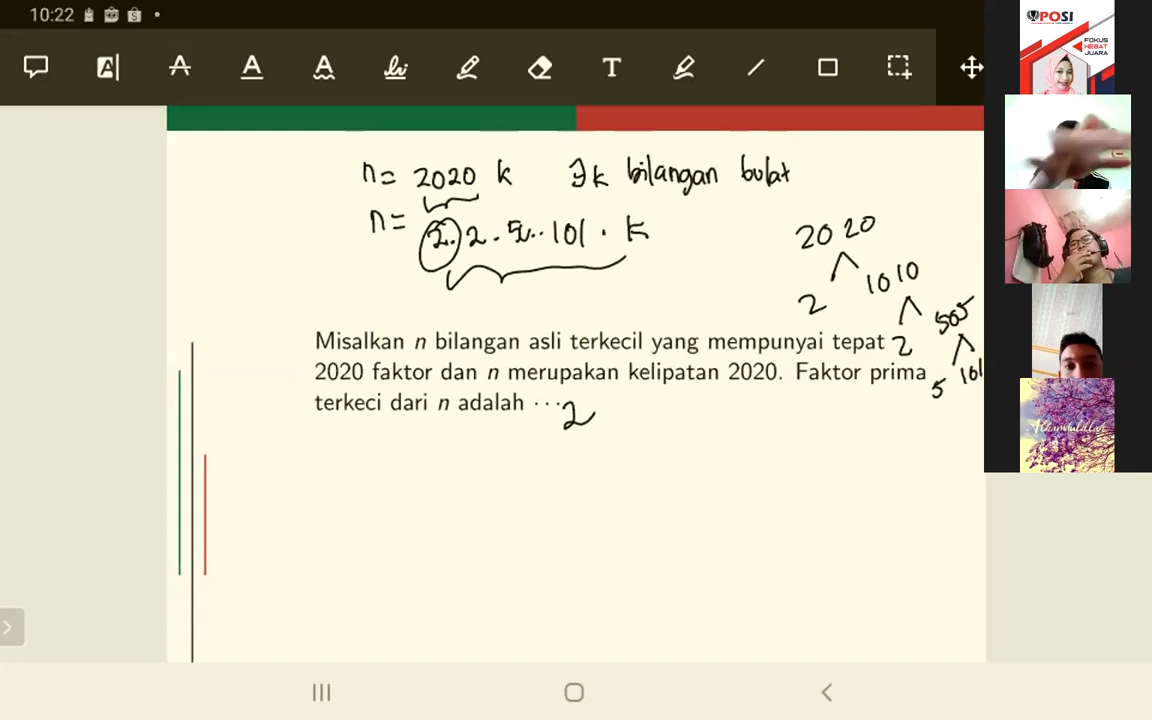 10:22
POSI
FOKUS
HEBAT
JUARA
n= 2020 k ∃k bilangan bulat
n= 2.2.5..101. k
2020
2 1010
2 505
5 101
Misalkan n bilangan asli terkecil yang mempunyai tepat
2020 faktor dan n merupakan kelipatan 2020. Faktor prima
terkeci dari n adalah ··· 2